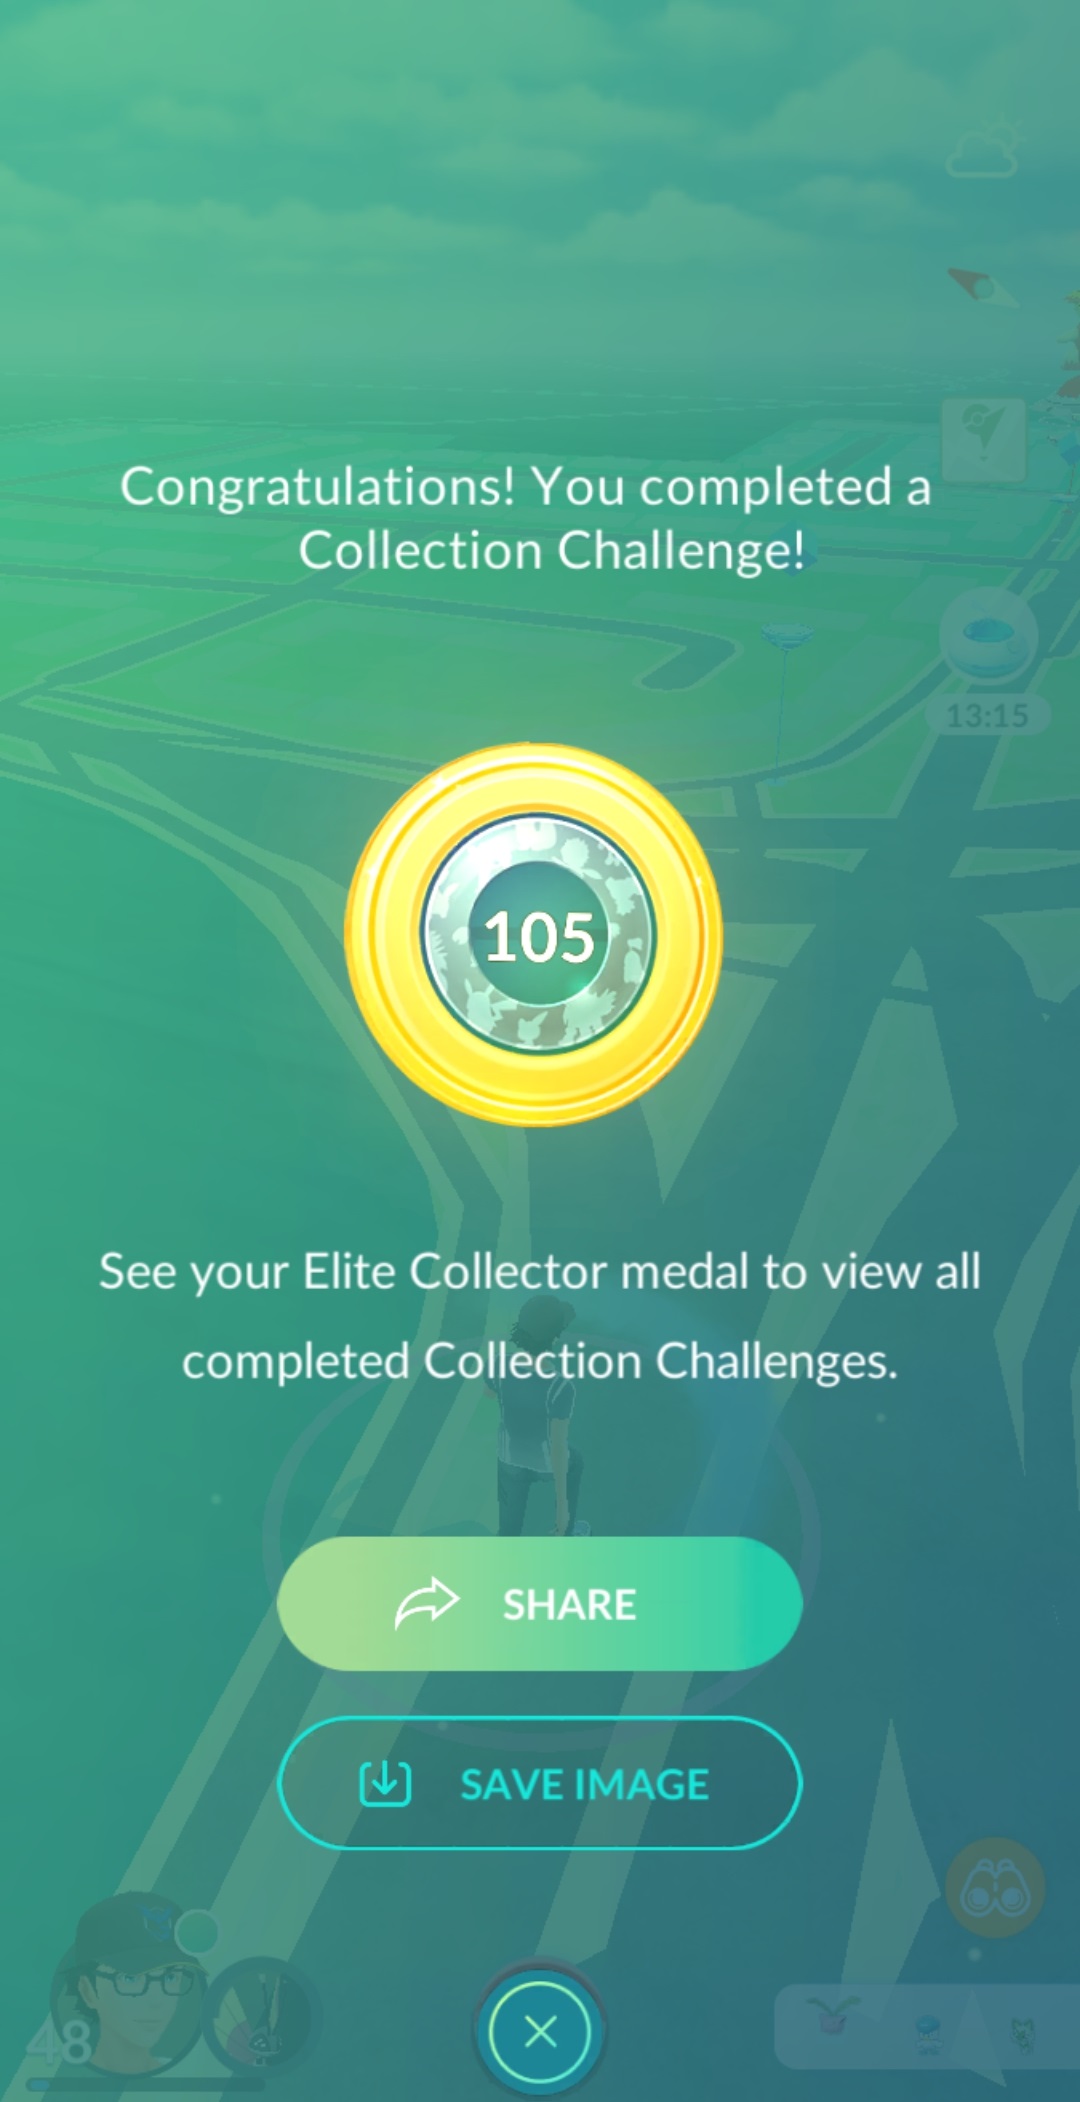 Congratulations! You completed a
Collection Challenge!
13:15
105
See your Elite Collector medal to view all
completed Collection Challenges.
SHARE
SAVE IMAGE
48